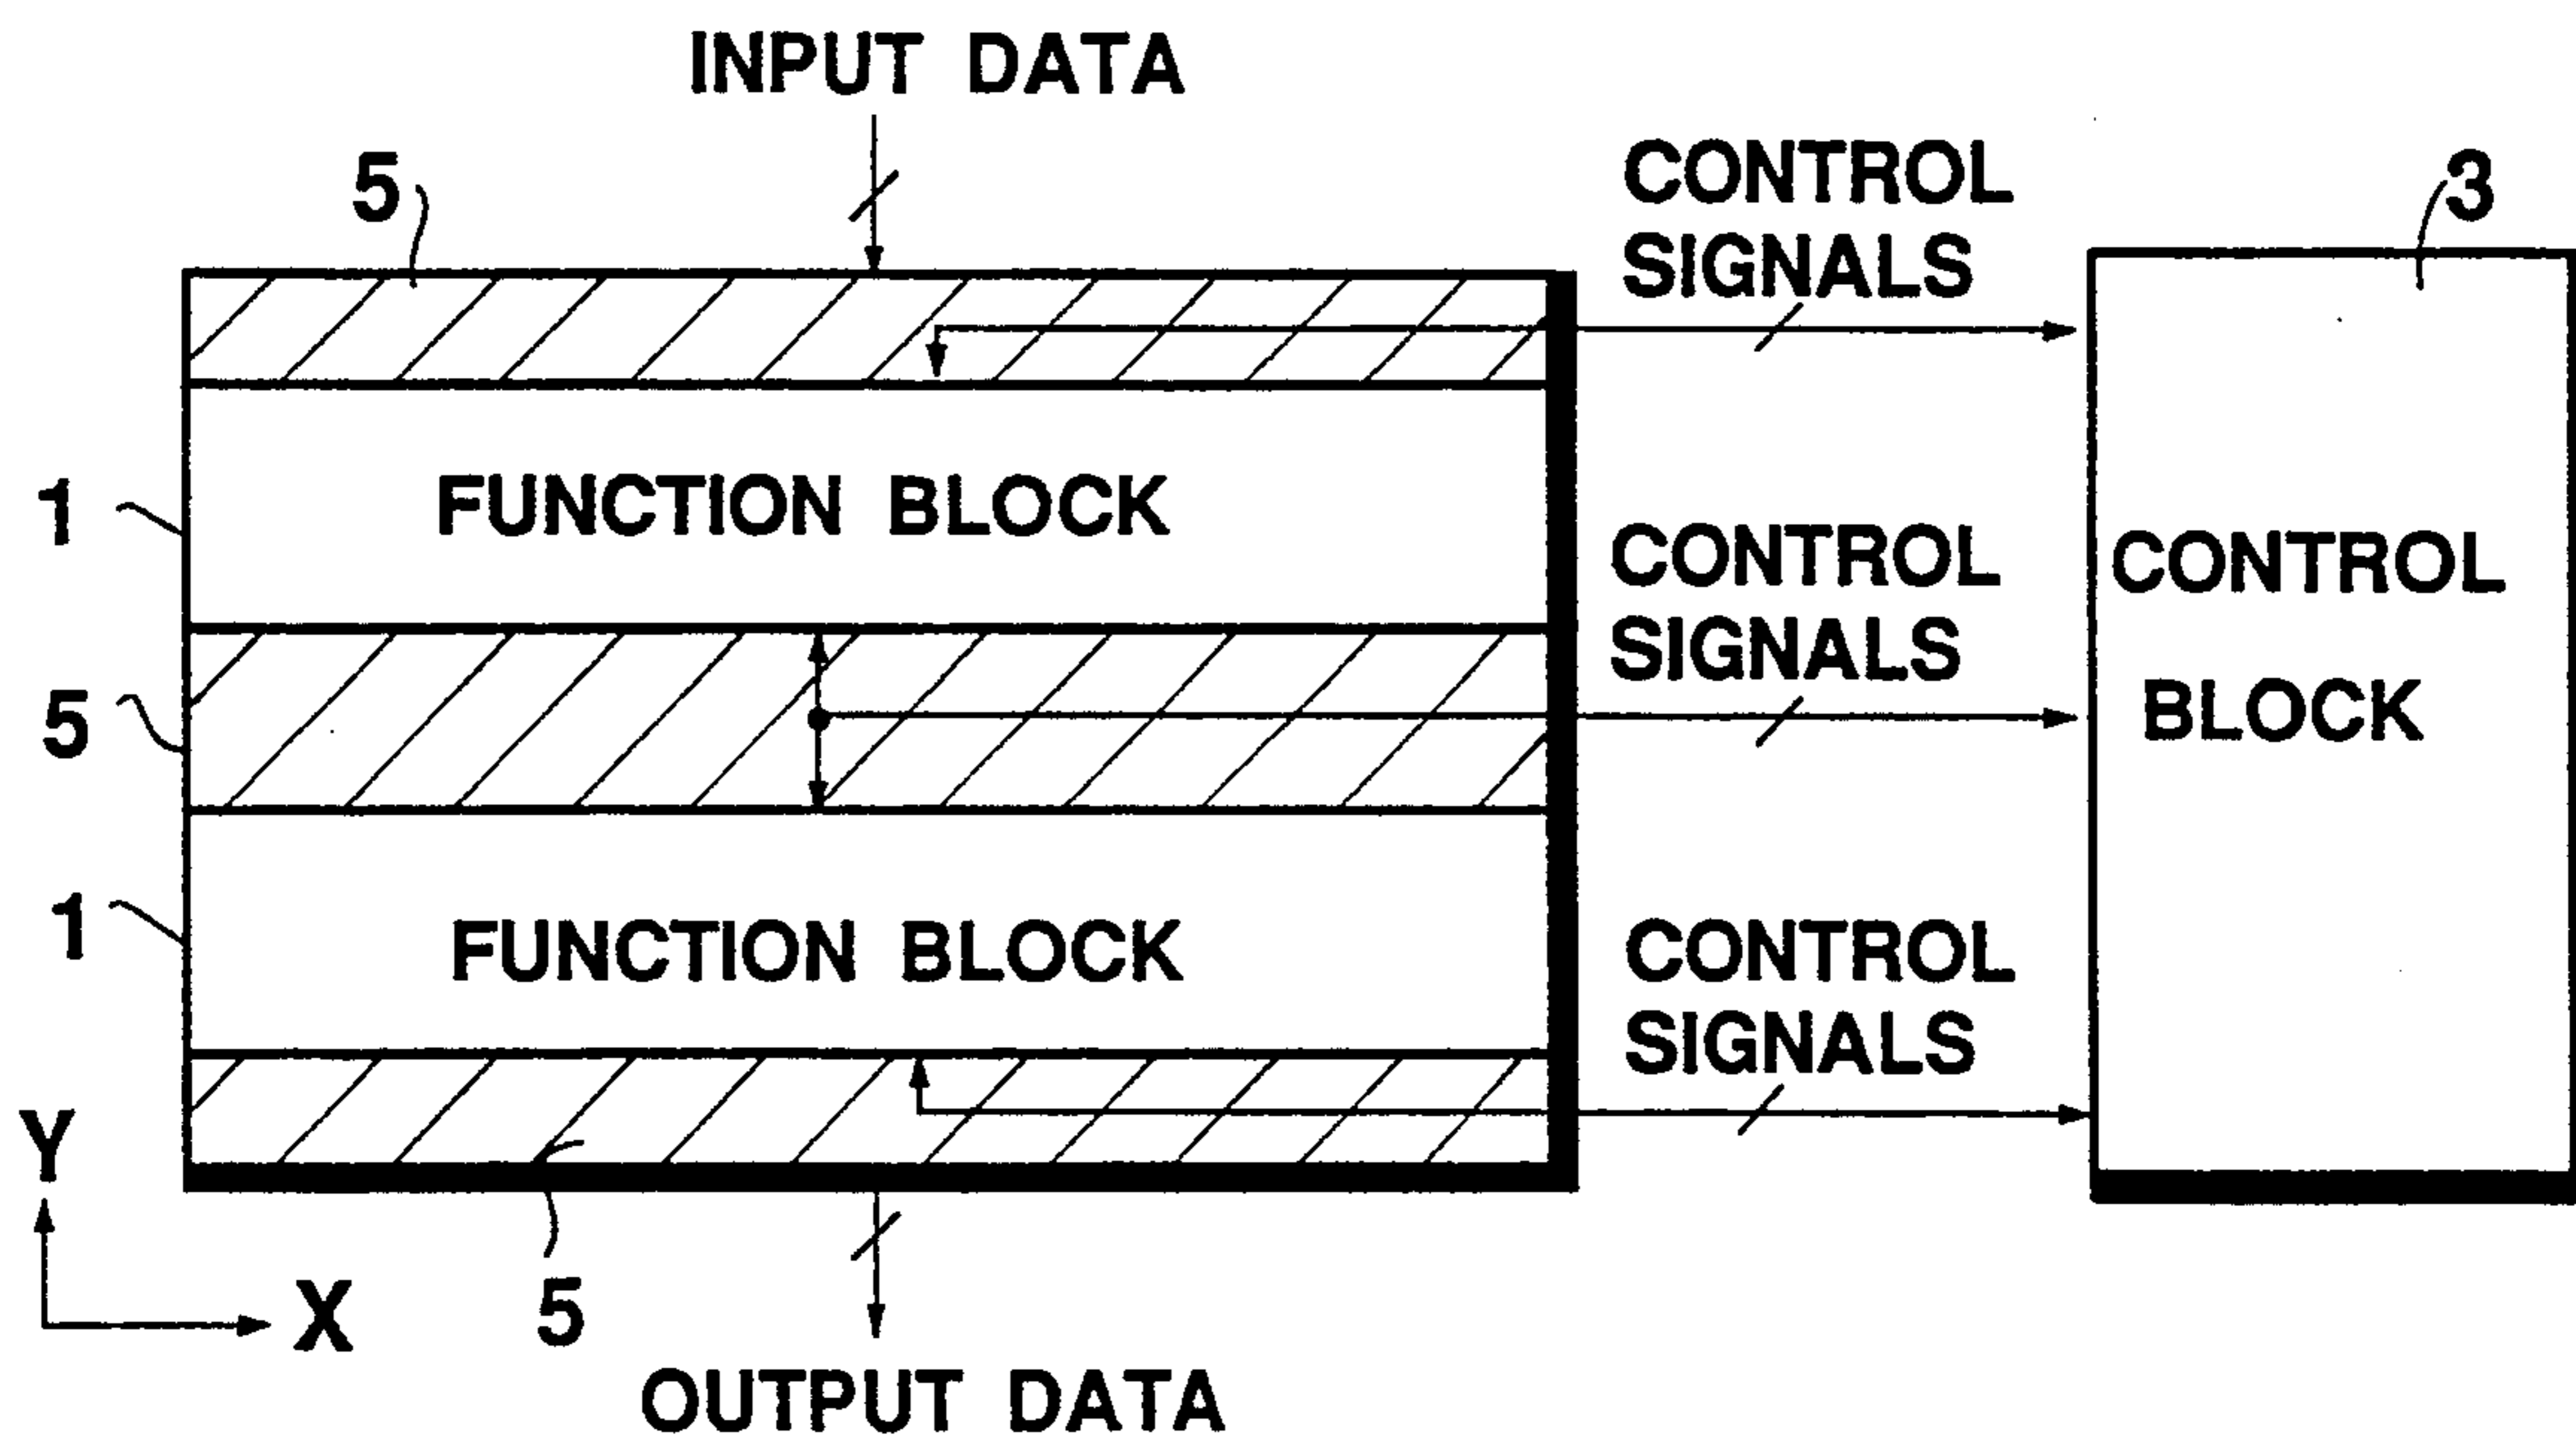 INPUT DATA
5
CONTROL
SIGNALS
3
1
FUNCTION BLOCK
CONTROL
SIGNALS
CONTROL
BLOCK
5
1
FUNCTION BLOCK
CONTROL
SIGNALS
Y
X
5
OUTPUT DATA